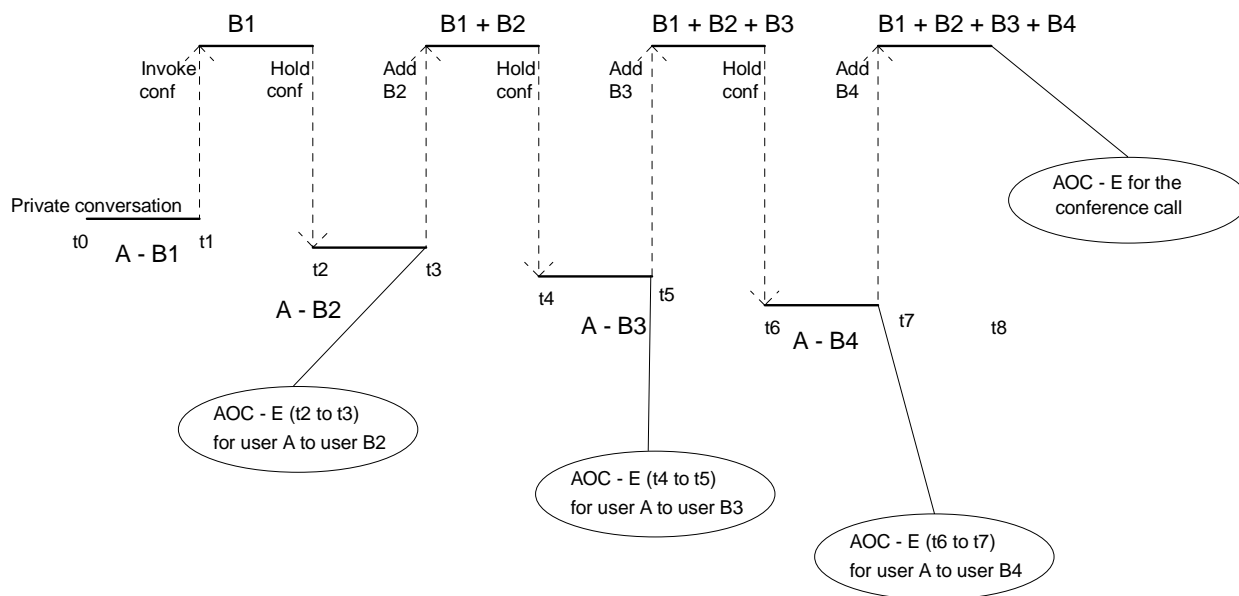 B1
B1 + B2
B1 + B2 + B3
B1 + B2 + B3 + B4
Invoke
conf
Hold
conf
Add
B2
Hold
conf
Add
B3
Hold
conf
Add
B4
AOC - E for the
conference call
Private conversation
t0
t1
A - B1
t2
t3
A - B2
t4
t5
A - B3
t6
t7
A - B4
t8
AOC - E (t2 to t3)
for user A to user B2
AOC - E (t4 to t5)
for user A to user B3
AOC - E (t6 to t7)
for user A to user B4